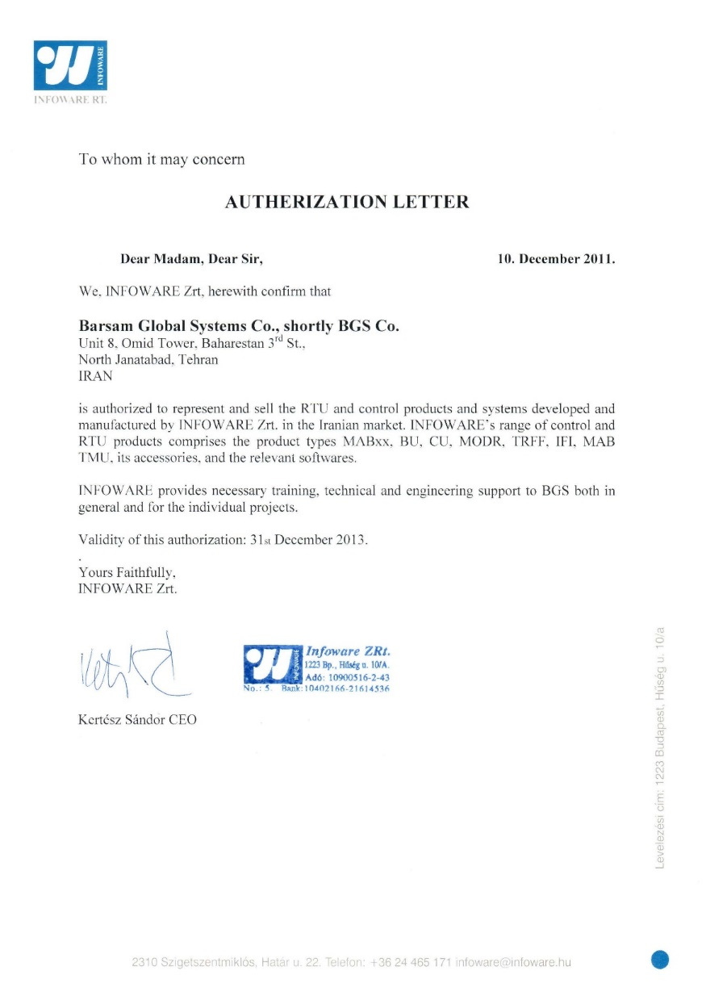 INFOWARE
INFOWARE RT.
To whom it may concern
AUTHERIZATION LETTER
Dear Madam, Dear Sir, 10. December 2011.
We, INFOWARE Zrt, herewith confirm that
Barsam Global Systems Co., shortly BGS Co.
Unit 8, Omid Tower, Baharestan 3rd St.,
North Janatabad, Tehran
IRAN
is authorized to represent and sell the RTU and control products and systems developed and
manufactured by INFOWARE Zrt. in the Iranian market. INFOWARE's range of control and
RTU products comprises the product types MABxx, BU, CU, MODR, TRFF, IFI, MAB
TMU, its accessories, and the relevant softwares.
INFOWARE provides necessary training, technical and engineering support to BGS both in
general and for the individual projects.
Validity of this authorization: 31st December 2013.
.
Yours Faithfully,
INFOWARE Zrt.
INFOWARE
Infoware ZRt.
1223 Bp., Hűség u. 10/A.
Adó: 10900516-2-43
No.: 5. Bank: 10402166-21614536
Kertész Sándor CEO
Levelezési cím: 1223 Budapest, Hűség u. 10/a
2310 Szigetszentmiklós, Határ u. 22. Telefon: +36 24 465 171 infoware@infoware.hu